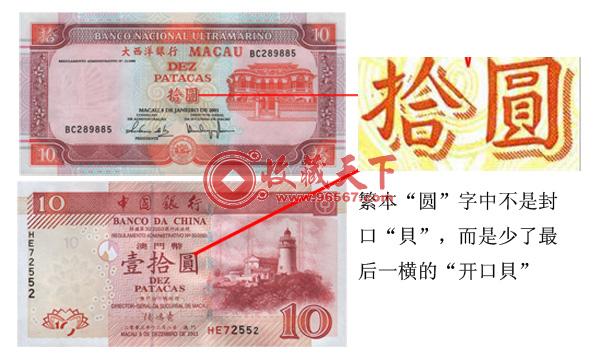 拾
10
BANCO NACIONAL ULTRAMARINO
大西洋銀行 MACAU
BC289885
DEZ
PATACAS
拾圓
MACAU, 8 DE JANEIRO DE 2001
BC289885
10
10
拾圓
收藏天下
www.96567.com
繁本“圆”字中不是封
口“貝”，而是少了最
后一横的“开口貝”
10
中國銀行
BANCO DA CHINA
澳門幣
壹拾圓
DEZ
PATACAS
HE72552
10
HE72552
MACAU, 8 DE DEZEMBRO DE 2003
10